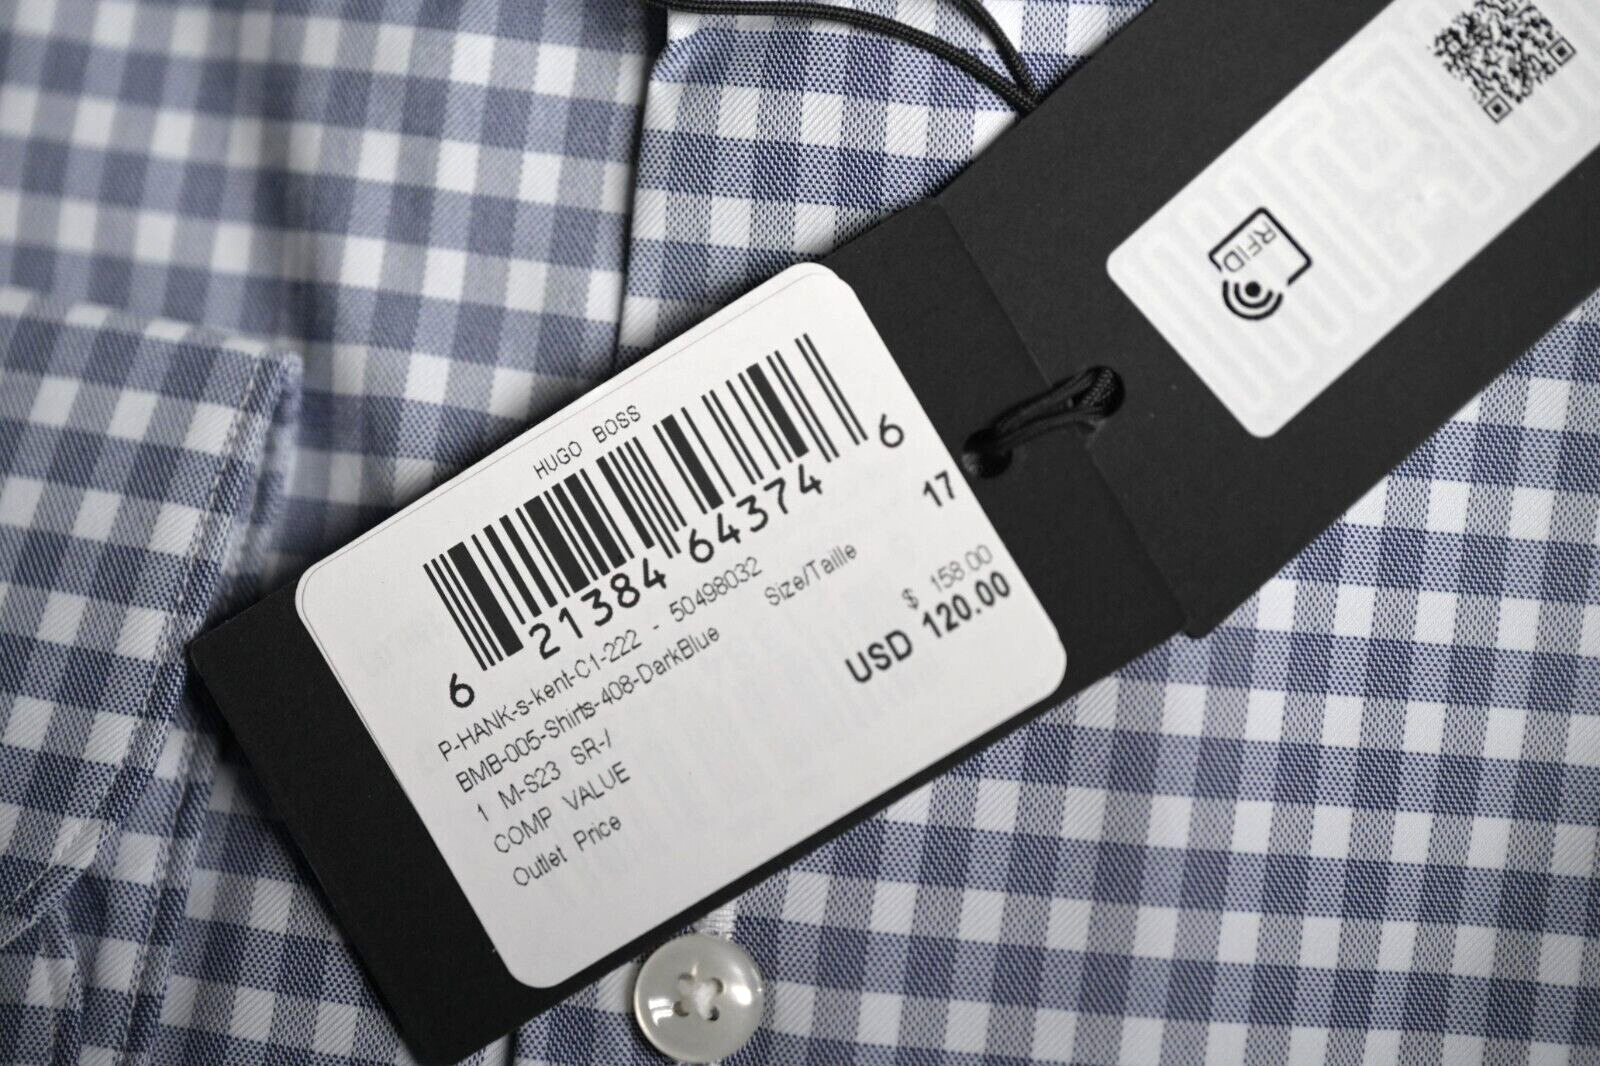 HUGO BOSS
6 21384 64374 6
P-HANK-s-kent-C1-222 - 50498032
BMB-005-Shirts-408-DarkBlue Size/Taille 17
1 M-S23 SR-/
COMP VALUE $ 158.00
Outlet Price USD 120.00
RFID